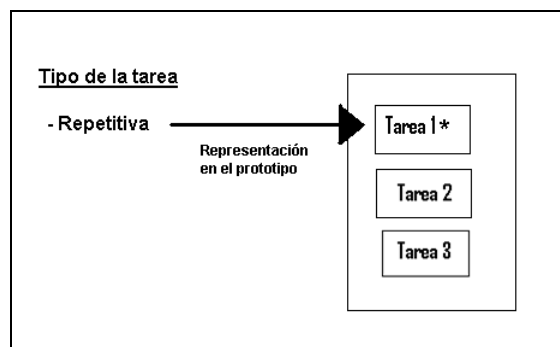 Tipo de la tarea
- Repetitiva
Representación
en el prototipo
Tarea 1*
Tarea 2
Tarea 3